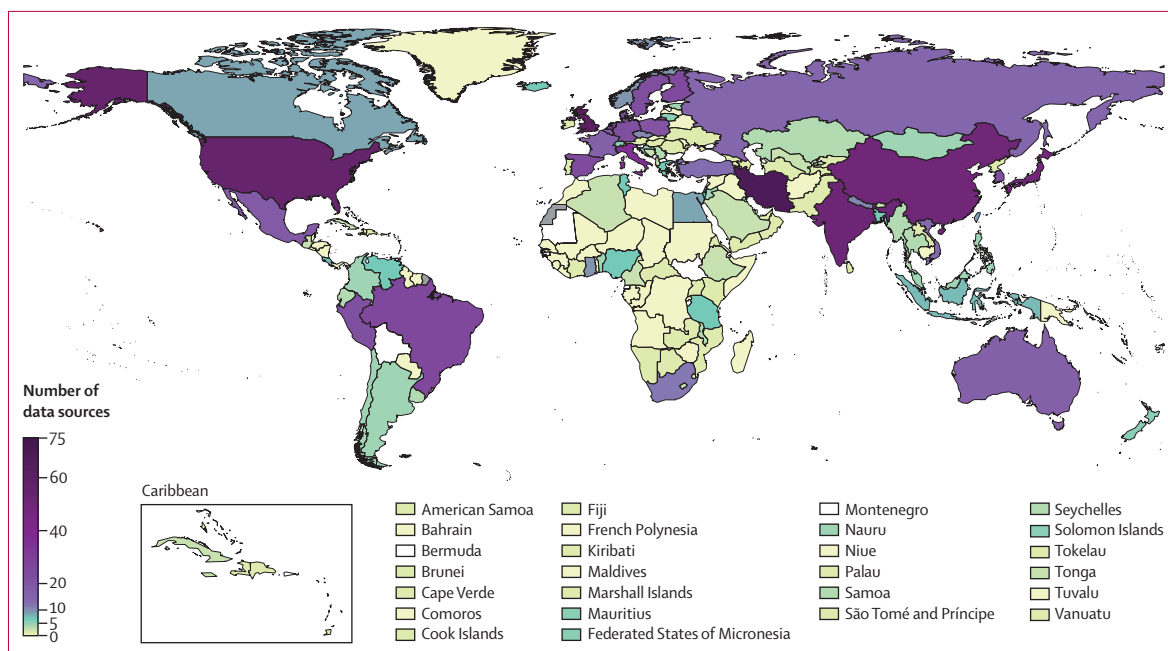 Number of
data sources
75
60
40
20
10
5
0
Caribbean
American Samoa
Bahrain
Bermuda
Brunei
Cape Verde
Comoros
Cook Islands
Fiji
French Polynesia
Kiribati
Maldives
Marshall Islands
Mauritius
Federated States of Micronesia
Montenegro
Nauru
Niue
Palau
Samoa
São Tomé and Príncipe
Seychelles
Solomon Islands
Tokelau
Tonga
Tuvalu
Vanuatu